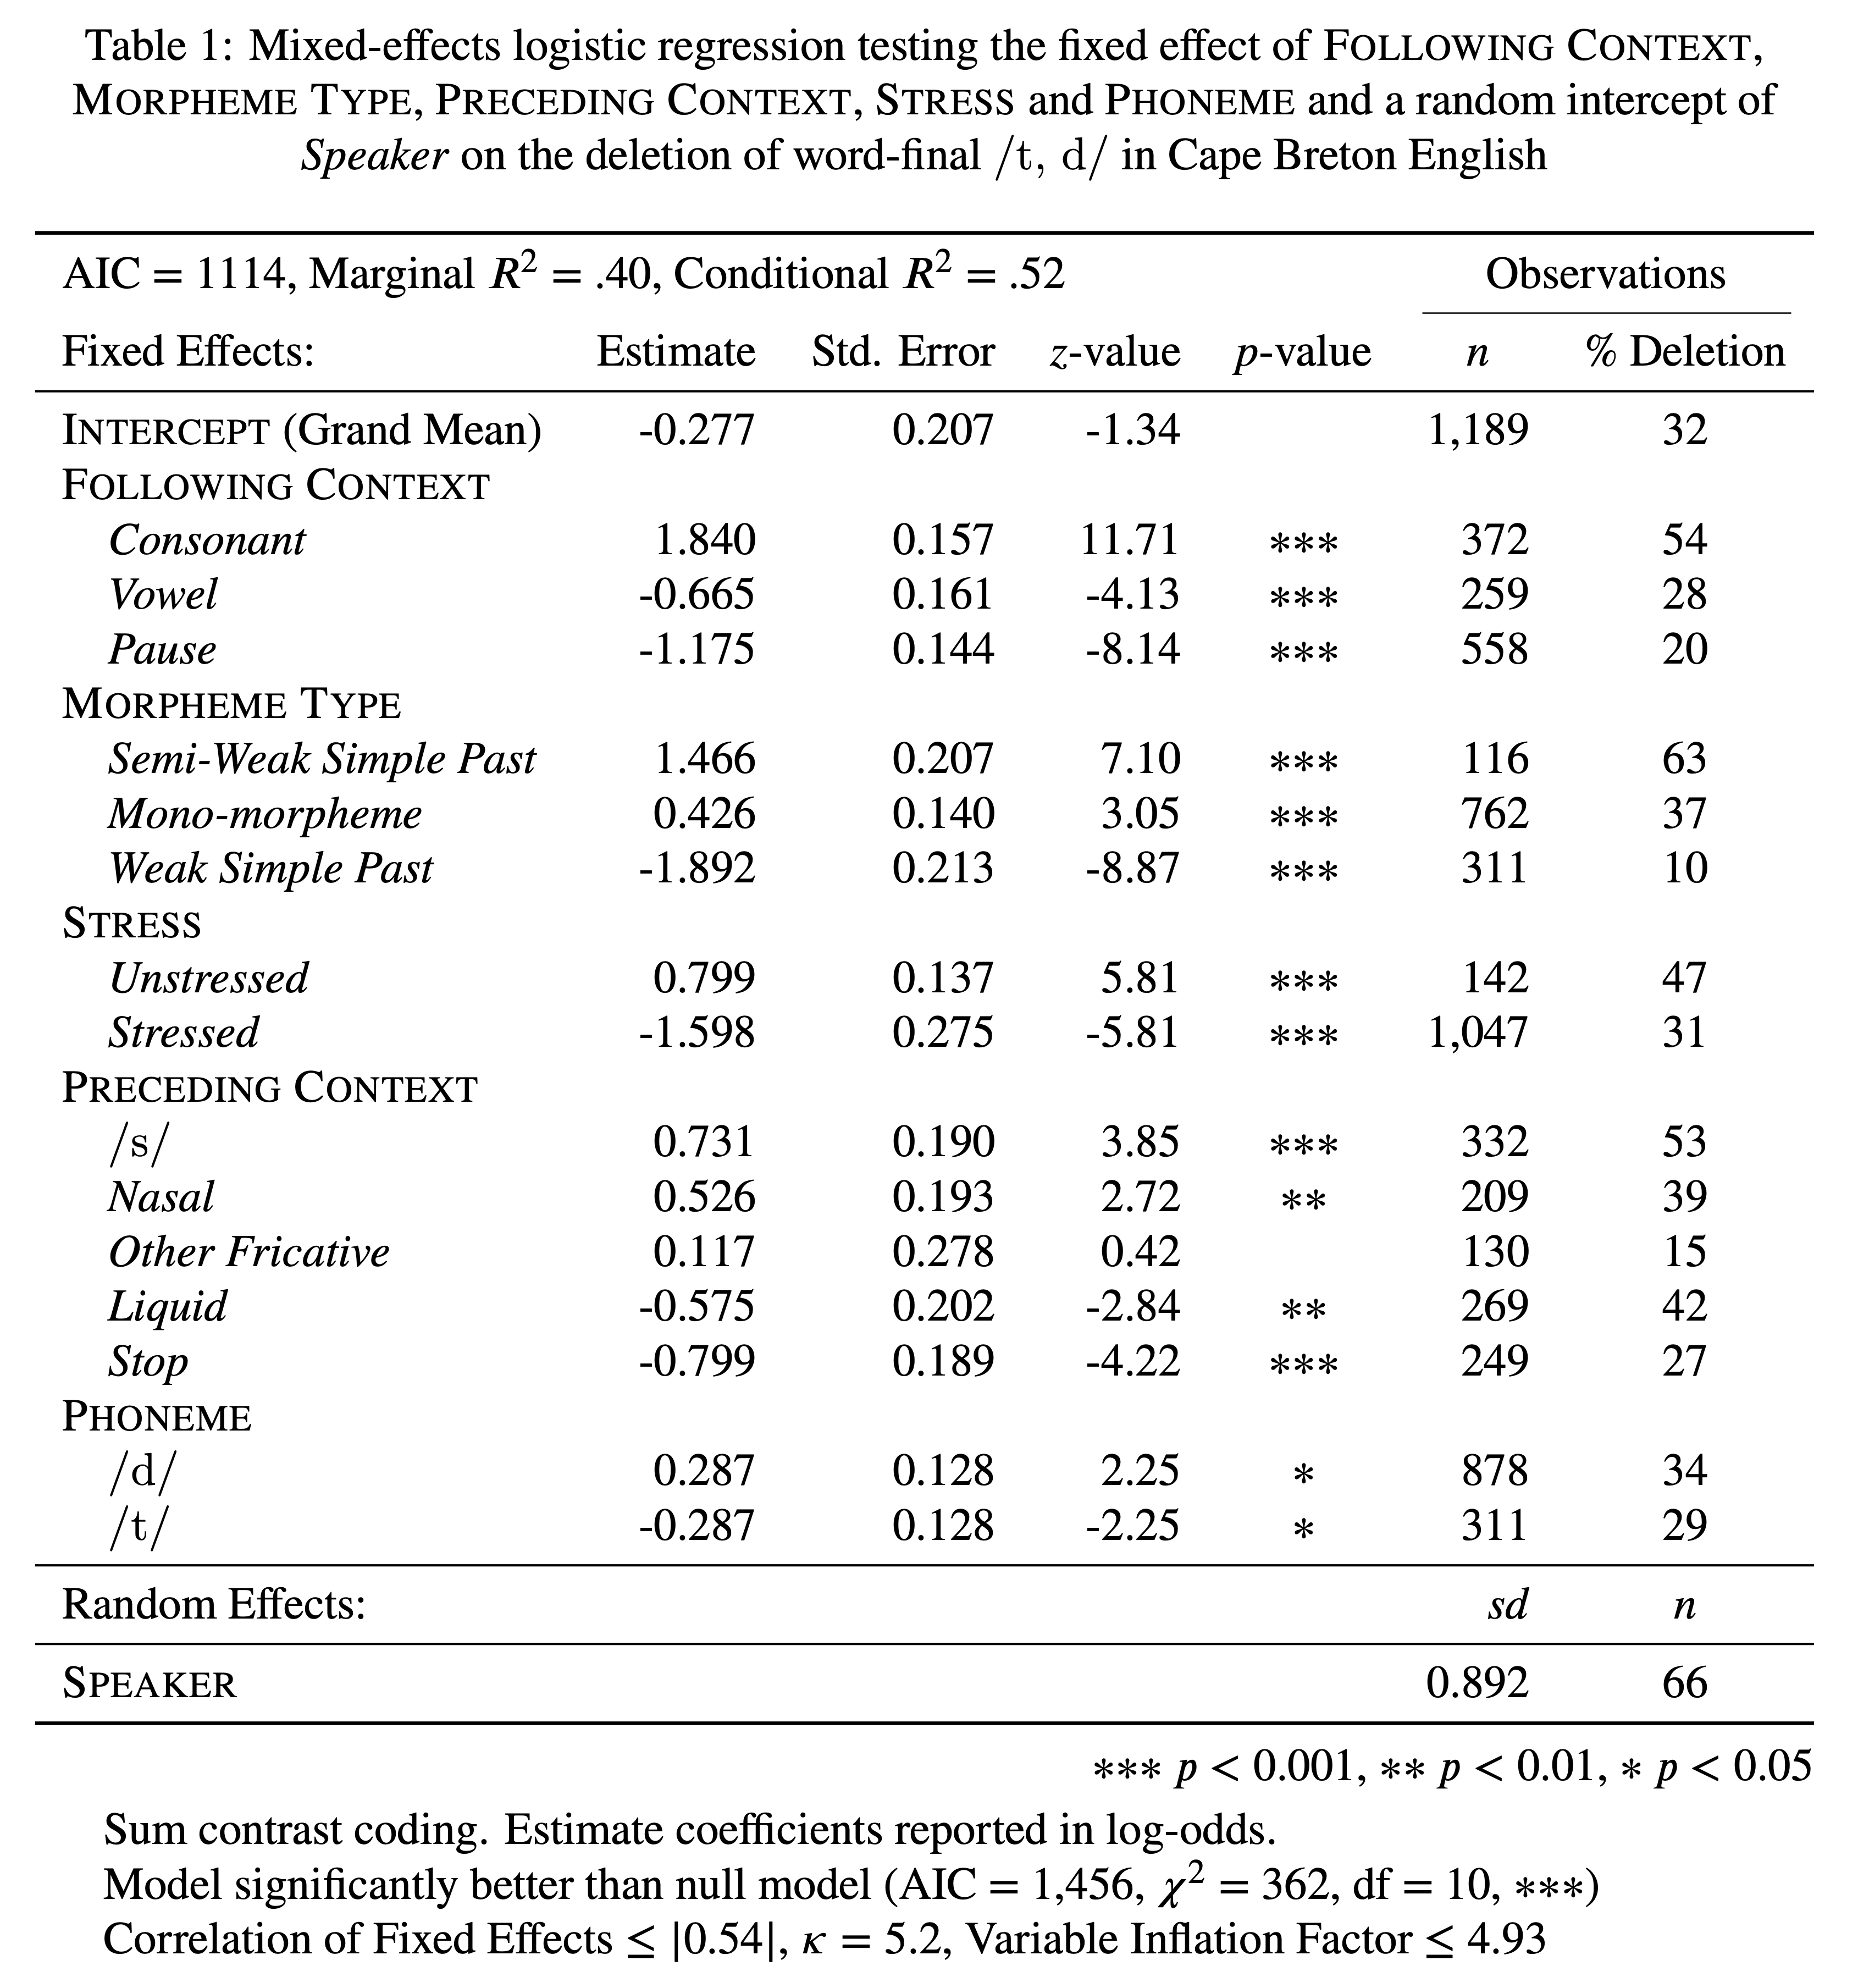 Table 1: Mixed-effects logistic regression testing the fixed effect of FOLLOWING CONTEXT,
MORPHEME TYPE, PRECEDING CONTEXT, STRESS and PHONEME and a random intercept of
Speaker on the deletion of word-final /t, d/ in Cape Breton English
AIC = 1114, Marginal R² = .40, Conditional R² = .52 Observations
Fixed Effects: Estimate Std. Error z-value p-value n % Deletion
INTERCEPT (Grand Mean) -0.277 0.207 -1.34 1,189 32
FOLLOWING CONTEXT
Consonant 1.840 0.157 11.71 *** 372 54
Vowel -0.665 0.161 -4.13 *** 259 28
Pause -1.175 0.144 -8.14 *** 558 20
MORPHEME TYPE
Semi-Weak Simple Past 1.466 0.207 7.10 *** 116 63
Mono-morpheme 0.426 0.140 3.05 *** 762 37
Weak Simple Past -1.892 0.213 -8.87 *** 311 10
STRESS
Unstressed 0.799 0.137 5.81 *** 142 47
Stressed -1.598 0.275 -5.81 *** 1,047 31
PRECEDING CONTEXT
/s/ 0.731 0.190 3.85 *** 332 53
Nasal 0.526 0.193 2.72 ** 209 39
Other Fricative 0.117 0.278 0.42 130 15
Liquid -0.575 0.202 -2.84 ** 269 42
Stop -0.799 0.189 -4.22 *** 249 27
PHONEME
/d/ 0.287 0.128 2.25 * 878 34
/t/ -0.287 0.128 -2.25 * 311 29
Random Effects: sd n
SPEAKER 0.892 66
*** p < 0.001, ** p < 0.01, * p < 0.05
Sum contrast coding. Estimate coefficients reported in log-odds.
Model significantly better than null model (AIC = 1,456, χ² = 362, df = 10, ***)
Correlation of Fixed Effects ≤ |0.54|, κ = 5.2, Variable Inflation Factor ≤ 4.93